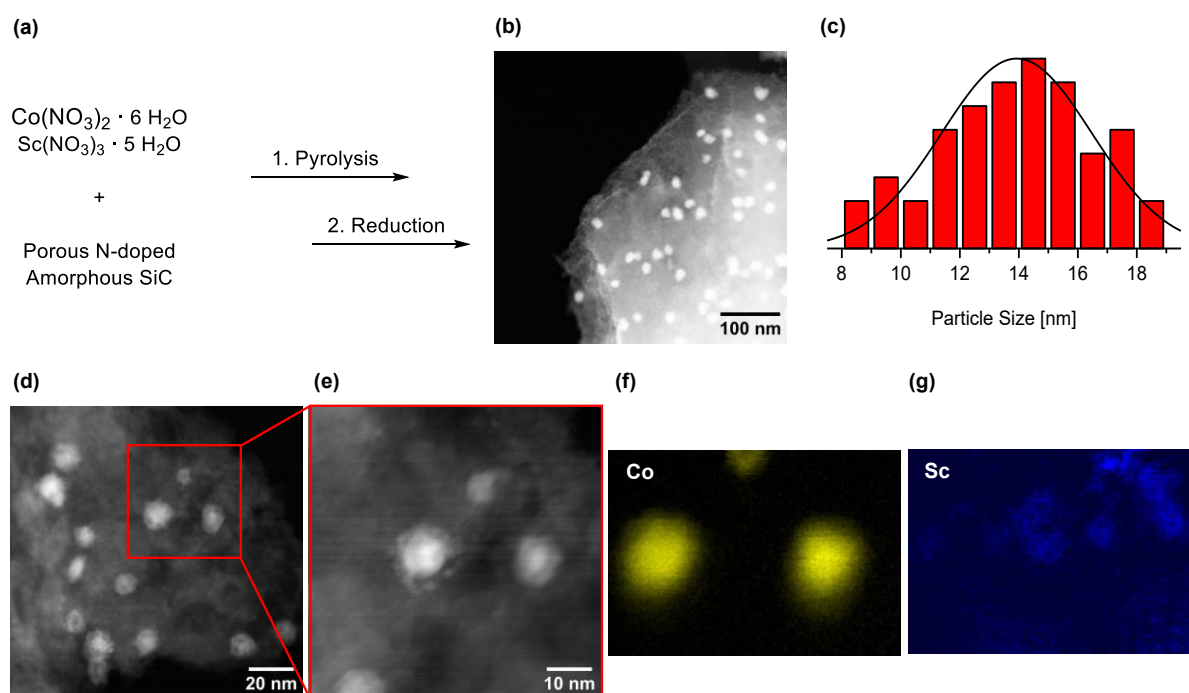 (a)
Co(NO₃)₂ · 6 H₂O
Sc(NO₃)₃ · 5 H₂O
+
Porous N-doped
Amorphous SiC
1. Pyrolysis
2. Reduction
(b)
100 nm
(c)
8 10 12 14 16 18
Particle Size [nm]
(d)
20 nm
(e)
10 nm
(f)
Co
(g)
Sc